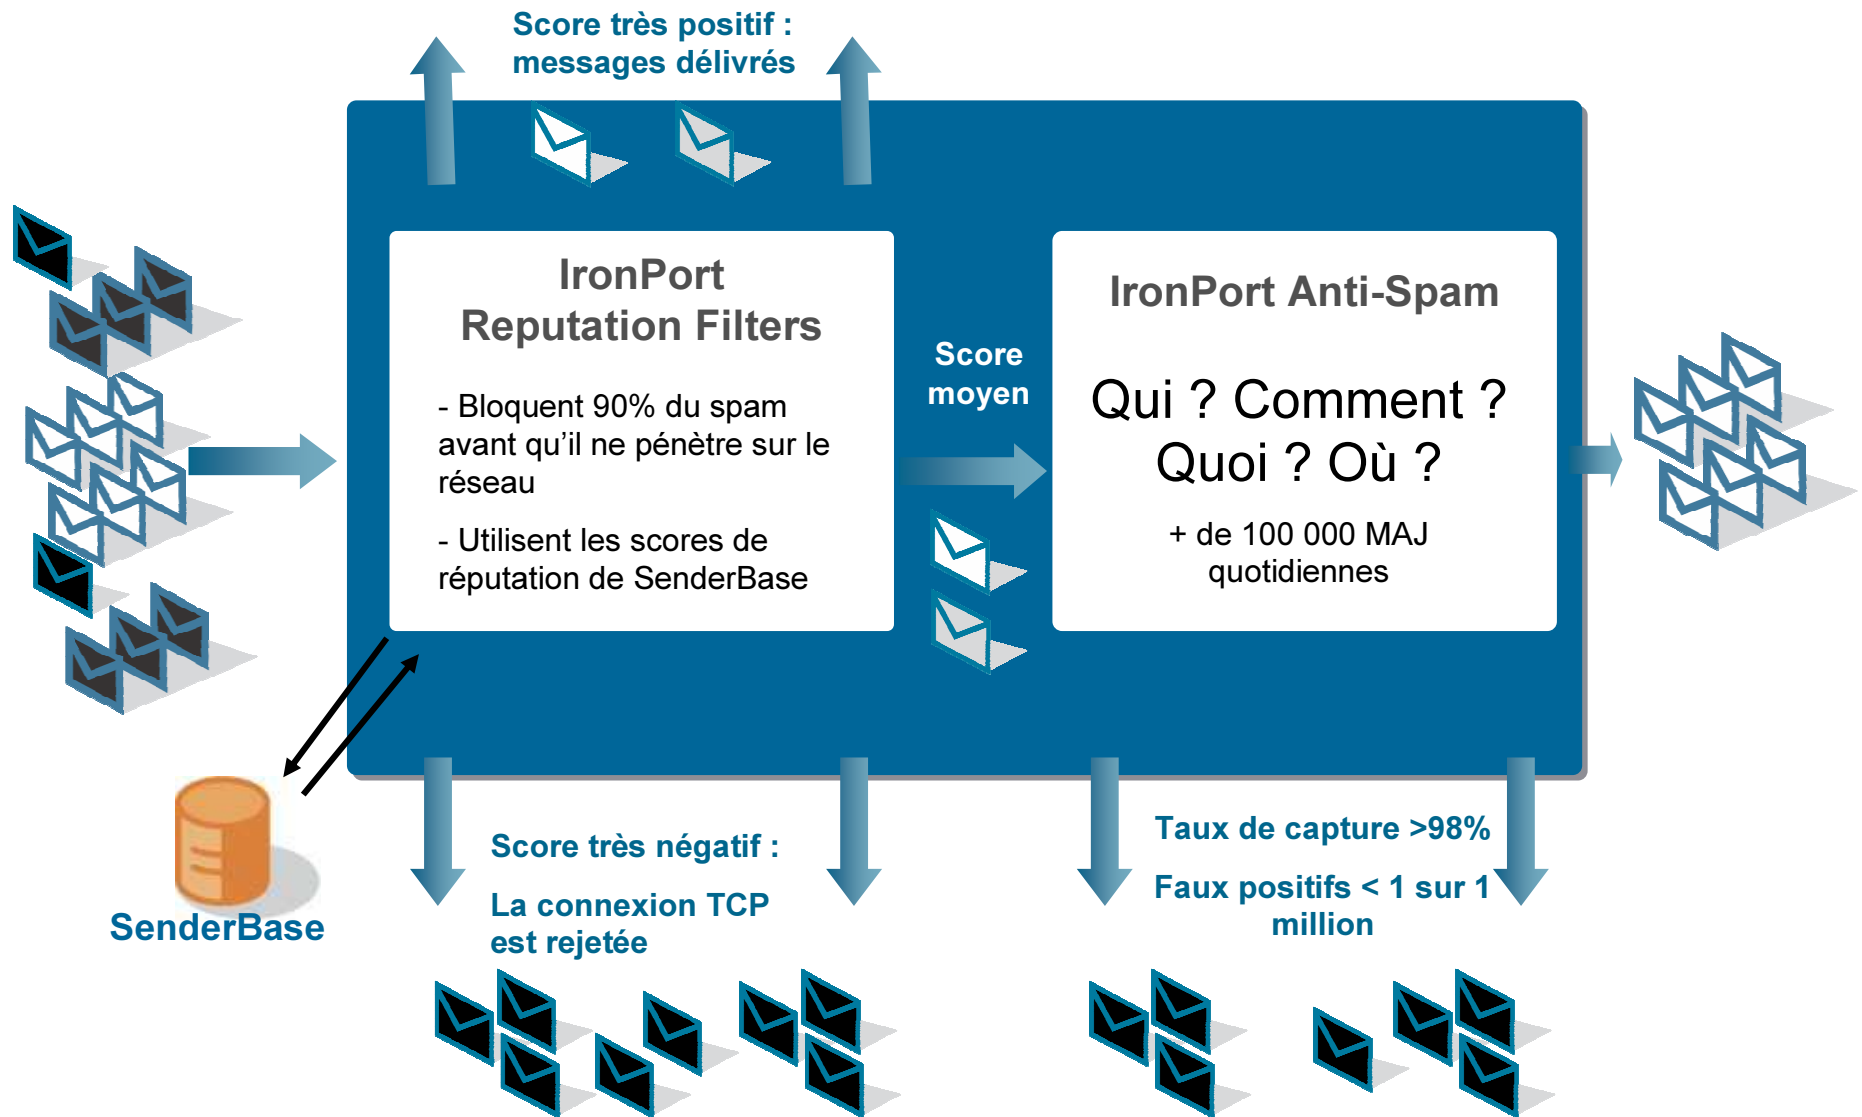 Score très positif :
messages délivrés
IronPort
Reputation Filters
- Bloquent 90% du spam
avant qu’il ne pénètre sur le
réseau
- Utilisent les scores de
réputation de SenderBase
Score
moyen
IronPort Anti-Spam
Qui ? Comment ?
Quoi ? Où ?
+ de 100 000 MAJ
quotidiennes
SenderBase
Score très négatif :
La connexion TCP
est rejetée
Taux de capture >98%
Faux positifs < 1 sur 1
million